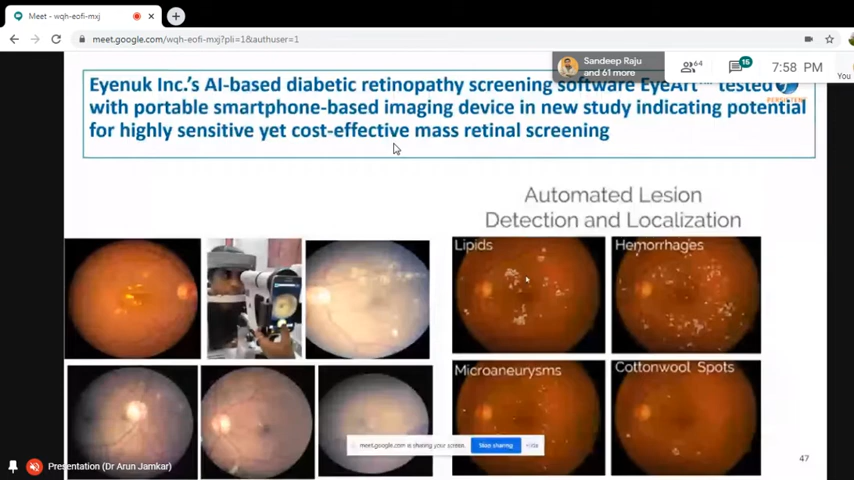 Meet - wqh-eofi-mxj
meet.google.com/wqh-eofi-mxj?pli=1&authuser=1
Sandeep Raju
and 61 more
64
15
7:58 PM
You
Eyenuk Inc.'s AI-based diabetic retinopathy screening software EyeArt™ tested
with portable smartphone-based imaging device in new study indicating potential
for highly sensitive yet cost-effective mass retinal screening
Automated Lesion
Detection and Localization
Lipids
Hemorrhages
Microaneurysms
Cottonwool Spots
meet.google.com is sharing your screen.
Stop sharing
Hide
47
Presentation (Dr Arun Jamkar)